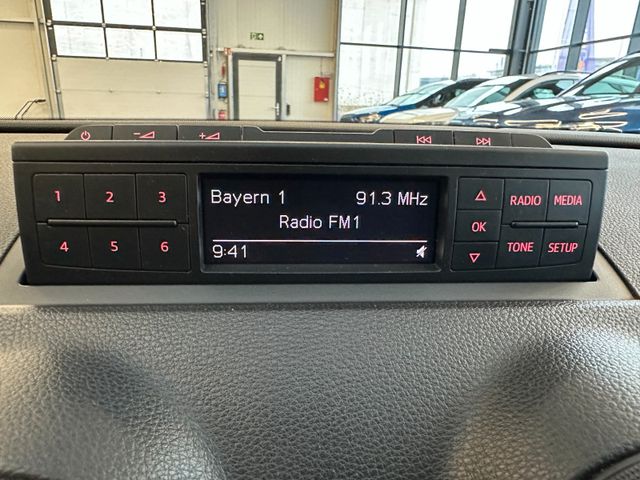 Bayern 1 91.3 MHz
Radio FM1
9:41
1 2 3
4 5 6
OK
RADIO MEDIA
TONE SETUP